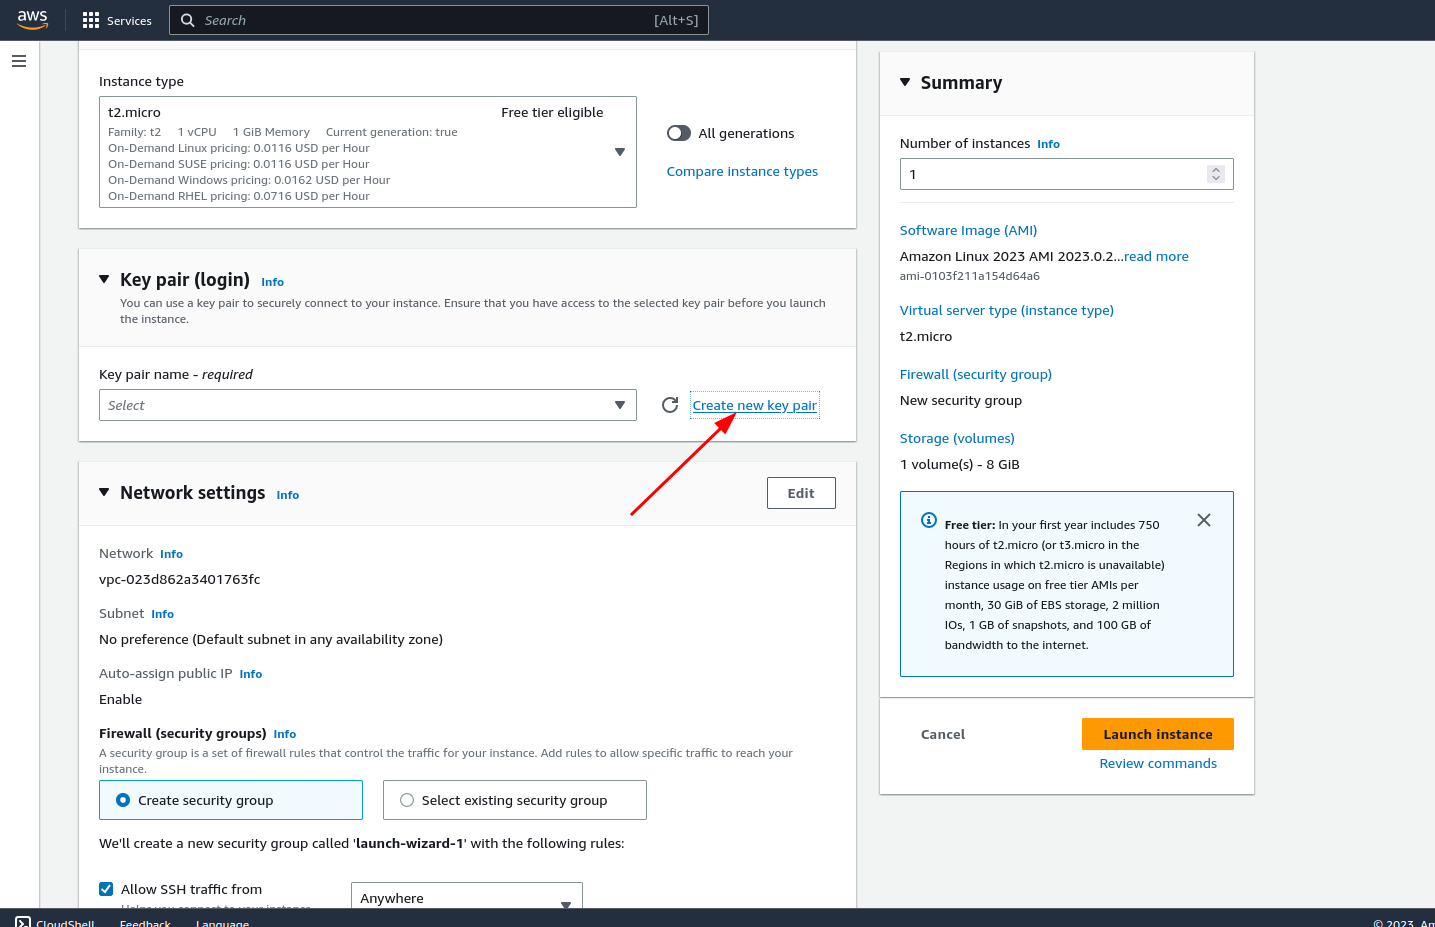 aws
Services
Search
[Alt+S]
Instance type
t2.micro Free tier eligible
Family: t2 1 vCPU 1 GiB Memory Current generation: true
On-Demand Linux pricing: 0.0116 USD per Hour
On-Demand SUSE pricing: 0.0116 USD per Hour
On-Demand Windows pricing: 0.0162 USD per Hour
On-Demand RHEL pricing: 0.0716 USD per Hour
All generations
Compare instance types
Key pair (login) Info
You can use a key pair to securely connect to your instance. Ensure that you have access to the selected key pair before you launch
the instance.
Key pair name - required
Select
Create new key pair
Network settings Info
Edit
Network Info
vpc-023d862a3401763fc
Subnet Info
No preference (Default subnet in any availability zone)
Auto-assign public IP Info
Enable
Firewall (security groups) Info
A security group is a set of firewall rules that control the traffic for your instance. Add rules to allow specific traffic to reach your
instance.
Create security group
Select existing security group
We'll create a new security group called 'launch-wizard-1' with the following rules:
Allow SSH traffic from
Helps you connect to your instance
Anywhere
Summary
Number of instances Info
1
Software Image (AMI)
Amazon Linux 2023 AMI 2023.0.2...read more
ami-0103f211a154d64a6
Virtual server type (instance type)
t2.micro
Firewall (security group)
New security group
Storage (volumes)
1 volume(s) - 8 GiB
Free tier: In your first year includes 750
hours of t2.micro (or t3.micro in the
Regions in which t2.micro is unavailable)
instance usage on free tier AMIs per
month, 30 GiB of EBS storage, 2 million
IOs, 1 GB of snapshots, and 100 GB of
bandwidth to the internet.
Cancel
Launch instance
Review commands
CloudShell Feedback Language
© 2023, Am